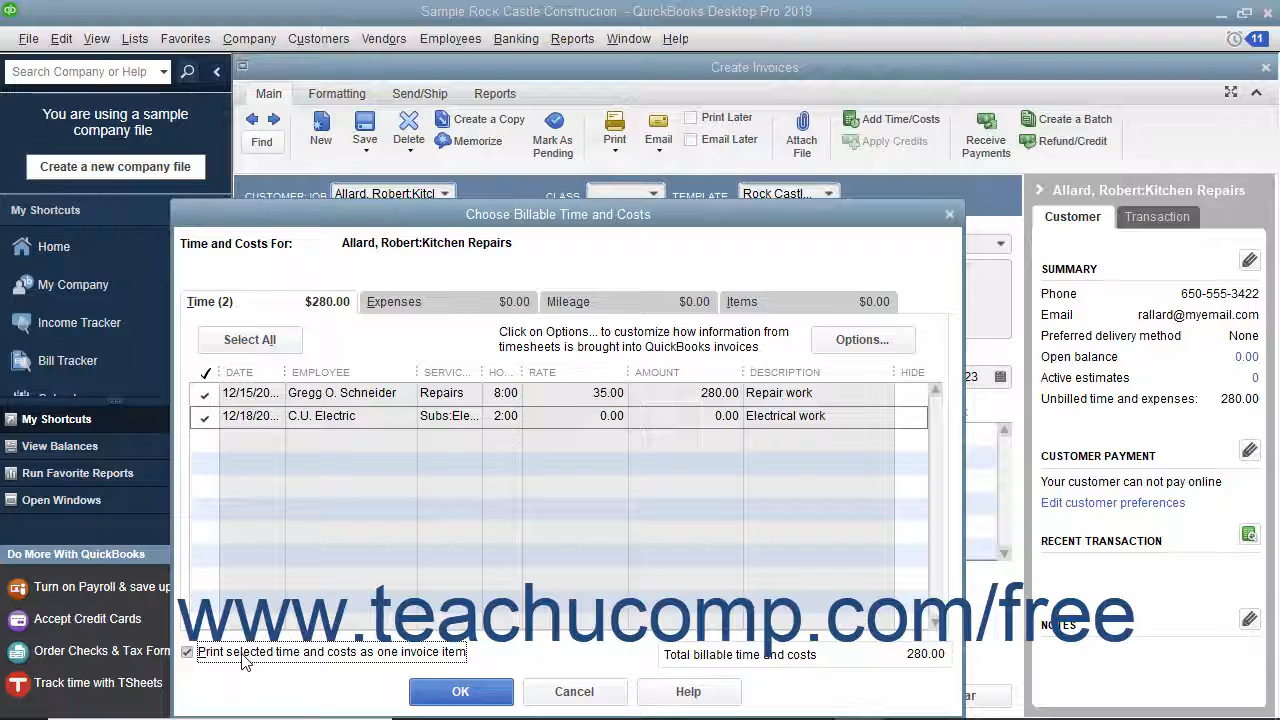 Sample Rock Castle Construction - QuickBooks Desktop Pro 2019
File Edit View Lists Favorites Company Customers Vendors Employees Banking Reports Window Help 11
Search Company or Help
Create Invoices
You are using a sample
company file
Create a new company file
Main Formatting Send/Ship Reports
Find New Save Delete Create a Copy Memorize Mark As Pending Print Email Print Later Email Later Attach File Add Time/Costs Apply Credits Receive Payments Create a Batch Refund/Credit
CUSTOMER:JOB Allard, Robert:Kitcl CLASS TEMPLATE Rock Castl...
My Shortcuts
Home
My Company
Income Tracker
Bill Tracker
My Shortcuts
View Balances
Run Favorite Reports
Open Windows
Do More With QuickBooks
Turn on Payroll & save up
Accept Credit Cards
Order Checks & Tax Forn
Track time with TSheets
Choose Billable Time and Costs
Time and Costs For: Allard, Robert:Kitchen Repairs
Time (2) $280.00 Expenses $0.00 Mileage $0.00 Items $0.00
Select All
Click on Options... to customize how information from
timesheets is brought into QuickBooks invoices
Options...
DATE EMPLOYEE SERVIC... HO... RATE AMOUNT DESCRIPTION HIDE
12/15/20... Gregg O. Schneider Repairs 8:00 35.00 280.00 Repair work
12/18/20... C.U. Electric Subs:Ele... 2:00 0.00 0.00 Electrical work
www.teachucomp.com/free
Print selected time and costs as one invoice item
Total billable time and costs 280.00
OK Cancel Help
23
ar
Allard, Robert:Kitchen Repairs
Customer Transaction
SUMMARY
Phone 650-555-3422
Email rallard@myemail.com
Preferred delivery method None
Open balance 0.00
Active estimates 0
Unbilled time and expenses: 280.00
CUSTOMER PAYMENT
Your customer can not pay online
Edit customer preferences
RECENT TRANSACTION
NOTES